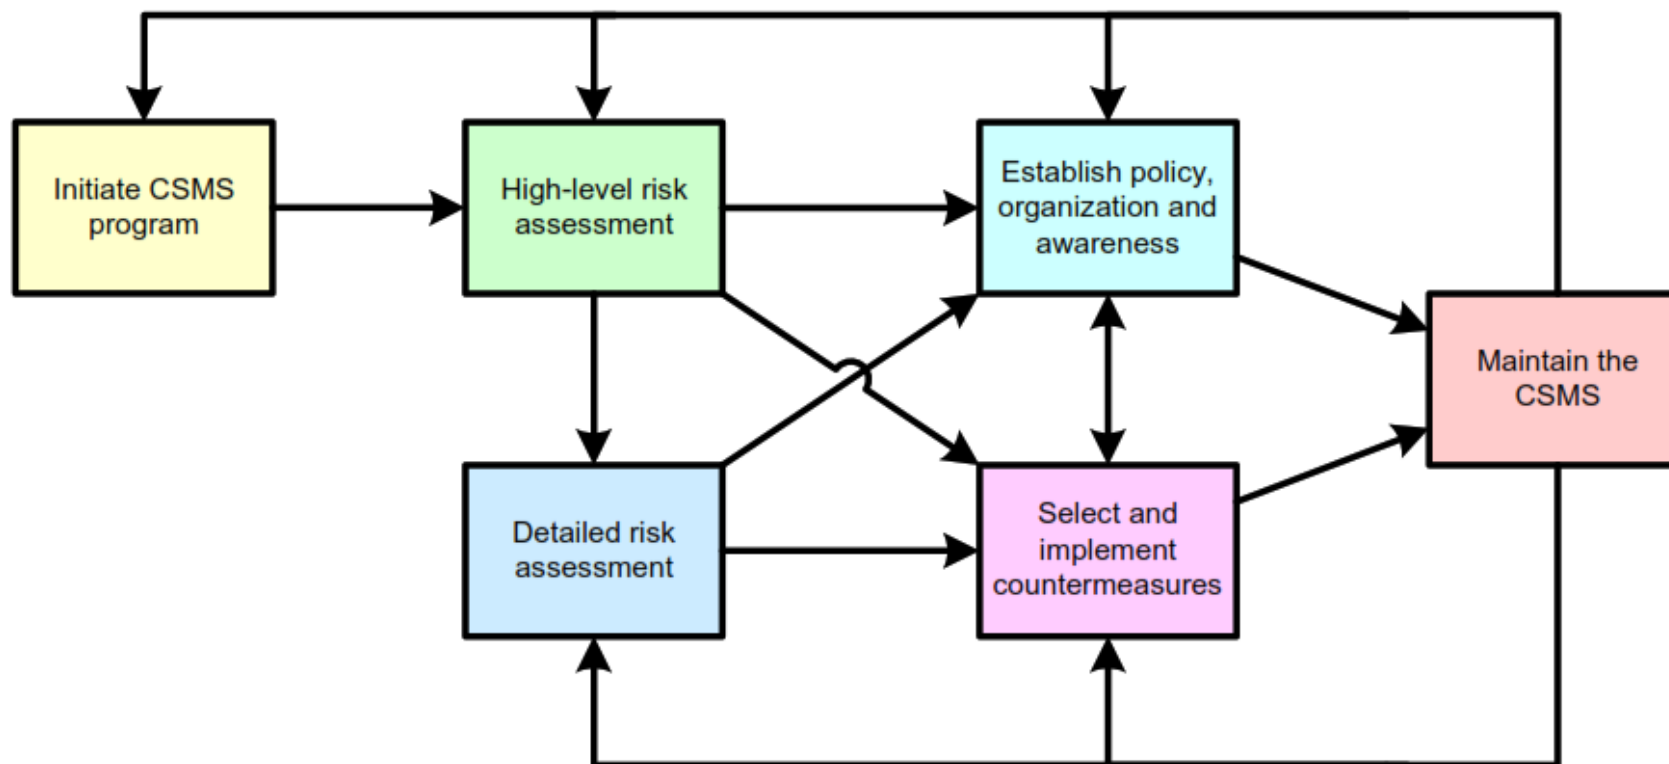 Initiate CSMS
program
High-level risk
assessment
Establish policy,
organization and
awareness
Maintain the
CSMS
Detailed risk
assessment
Select and
implement
countermeasures